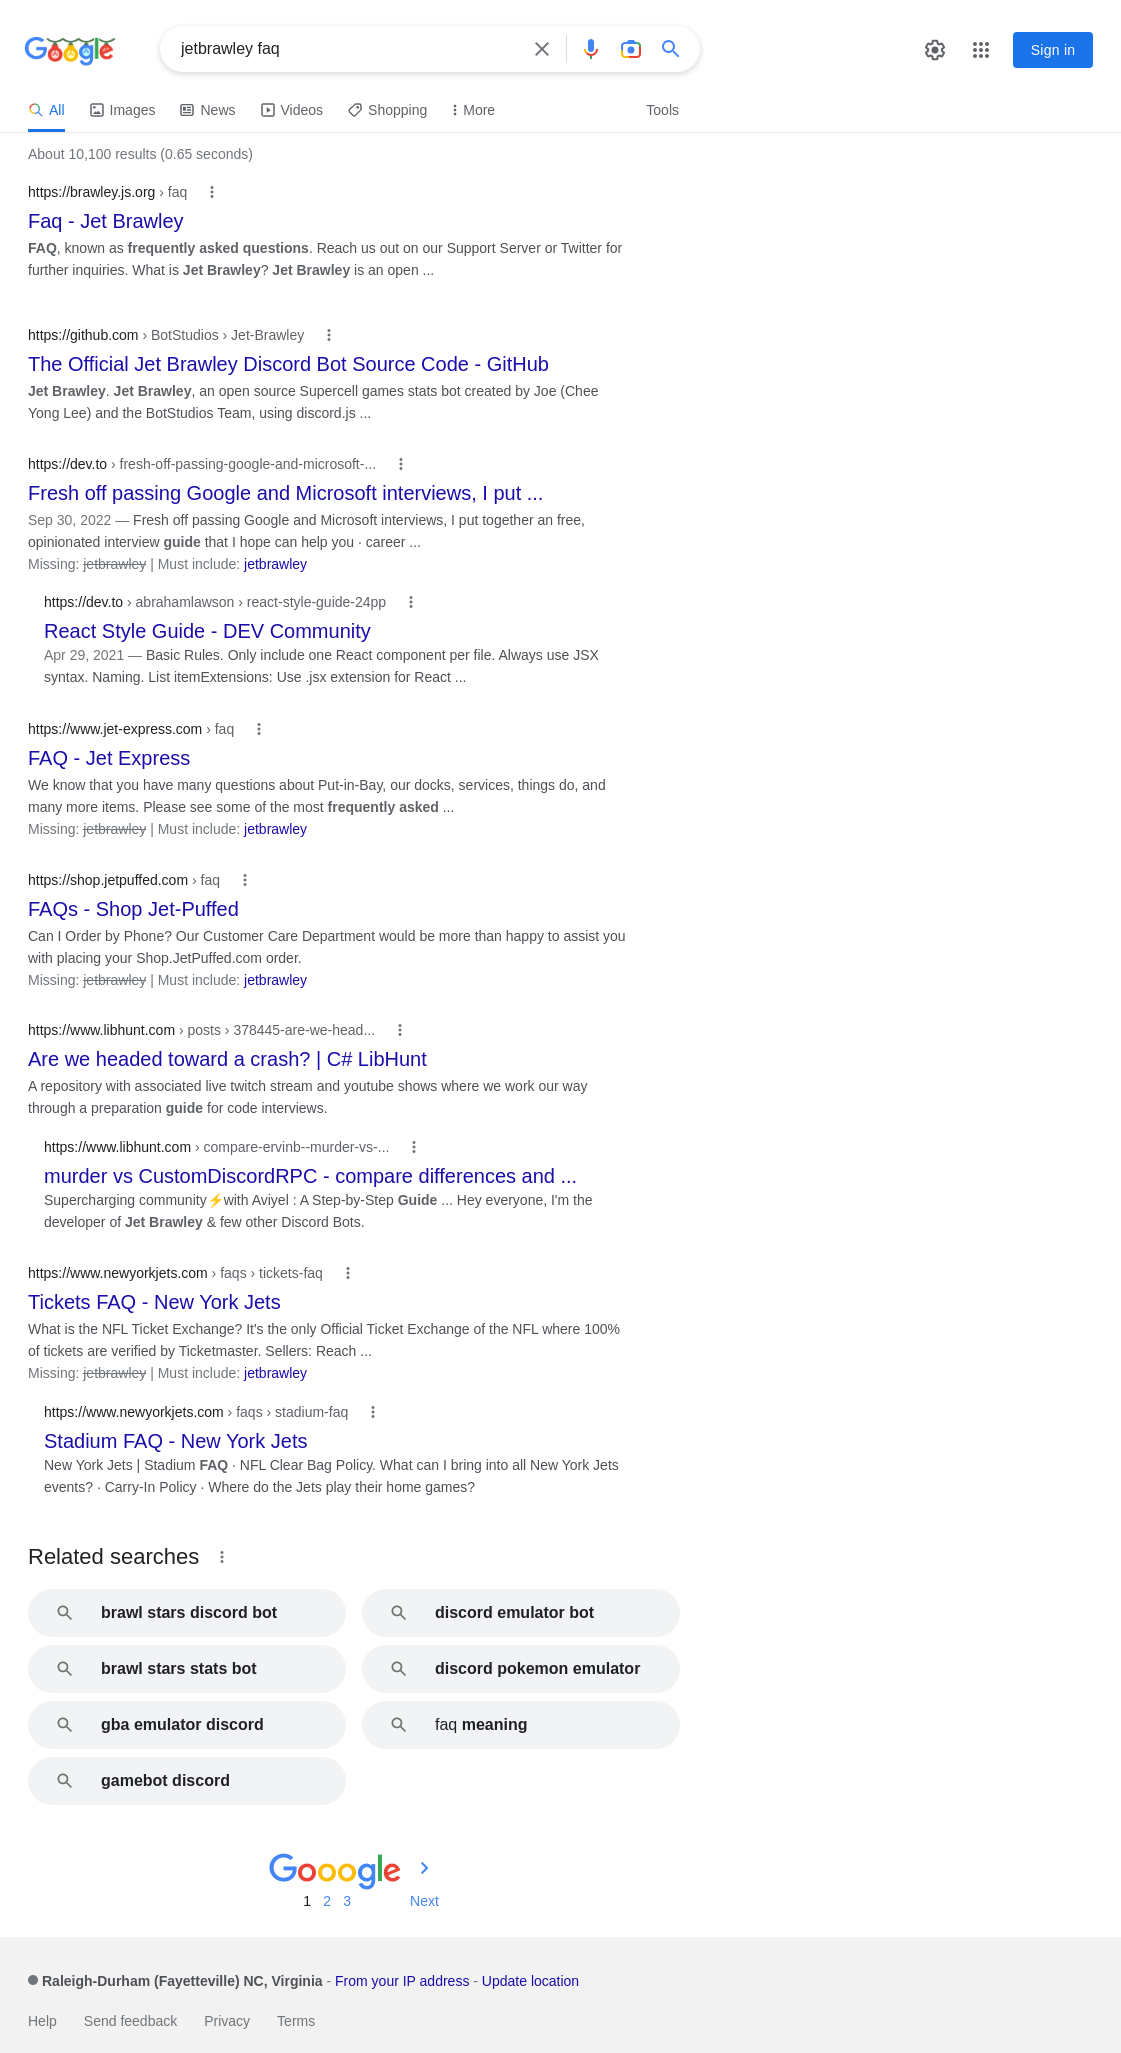 Google
jetbrawley faq
Sign in
All Images News Videos Shopping More Tools
About 10,100 results (0.65 seconds)
https://brawley.js.org › faq
Faq - Jet Brawley
FAQ, known as frequently asked questions. Reach us out on our Support Server or Twitter for
further inquiries. What is Jet Brawley? Jet Brawley is an open ...
https://github.com › BotStudios › Jet-Brawley
The Official Jet Brawley Discord Bot Source Code - GitHub
Jet Brawley. Jet Brawley, an open source Supercell games stats bot created by Joe (Chee
Yong Lee) and the BotStudios Team, using discord.js ...
https://dev.to › fresh-off-passing-google-and-microsoft-...
Fresh off passing Google and Microsoft interviews, I put ...
Sep 30, 2022 — Fresh off passing Google and Microsoft interviews, I put together an free,
opinionated interview guide that I hope can help you · career ...
Missing: jetbrawley | Must include: jetbrawley
https://dev.to › abrahamlawson › react-style-guide-24pp
React Style Guide - DEV Community
Apr 29, 2021 — Basic Rules. Only include one React component per file. Always use JSX
syntax. Naming. List itemExtensions: Use .jsx extension for React ...
https://www.jet-express.com › faq
FAQ - Jet Express
We know that you have many questions about Put-in-Bay, our docks, services, things do, and
many more items. Please see some of the most frequently asked ...
Missing: jetbrawley | Must include: jetbrawley
https://shop.jetpuffed.com › faq
FAQs - Shop Jet-Puffed
Can I Order by Phone? Our Customer Care Department would be more than happy to assist you
with placing your Shop.JetPuffed.com order.
Missing: jetbrawley | Must include: jetbrawley
https://www.libhunt.com › posts › 378445-are-we-head...
Are we headed toward a crash? | C# LibHunt
A repository with associated live twitch stream and youtube shows where we work our way
through a preparation guide for code interviews.
https://www.libhunt.com › compare-ervinb--murder-vs-...
murder vs CustomDiscordRPC - compare differences and ...
Supercharging community⚡with Aviyel : A Step-by-Step Guide ... Hey everyone, I'm the
developer of Jet Brawley & few other Discord Bots.
https://www.newyorkjets.com › faqs › tickets-faq
Tickets FAQ - New York Jets
What is the NFL Ticket Exchange? It's the only Official Ticket Exchange of the NFL where 100%
of tickets are verified by Ticketmaster. Sellers: Reach ...
Missing: jetbrawley | Must include: jetbrawley
https://www.newyorkjets.com › faqs › stadium-faq
Stadium FAQ - New York Jets
New York Jets | Stadium FAQ · NFL Clear Bag Policy. What can I bring into all New York Jets
events? · Carry-In Policy · Where do the Jets play their home games?
Related searches
brawl stars discord bot
discord emulator bot
brawl stars stats bot
discord pokemon emulator
gba emulator discord
faq meaning
gamebot discord
Gooogle
1 2 3 Next
Raleigh-Durham (Fayetteville) NC, Virginia - From your IP address - Update location
Help Send feedback Privacy Terms